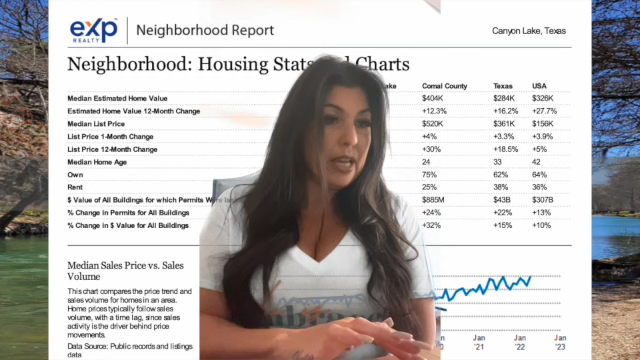 exp
REALTY
Neighborhood Report
Canyon Lake, Texas
Neighborhood: Housing Stats Charts
Comal County Texas USA
Median Estimated Home Value $404K $284K $326K
Estimated Home Value 12-Month Change +12.3% +16.2% +27.7%
Median List Price $520K $361K $156K
List Price 1-Month Change +4% +3.3% +3.9%
List Price 12-Month Change +30% +18.5% +5%
Median Home Age 24 33 42
Own 75% 62% 64%
Rent 25% 38% 36%
$ Value of All Buildings for which Permits $885M $43B $307B
% Change in Permits for All Buildings +24% +22% +13%
% Change in $ Value for All Buildings +32% +15% +10%
Median Sales Price vs. Sales
Volume
This chart compares the price trend and
sales volume for homes in an area.
Home prices typically follow sales
volume, with a time lag, since sales
activity is the driver behind price
movements.
Data Source: Public records and listings
data
Jan Jan Jan
'21 '22 '23